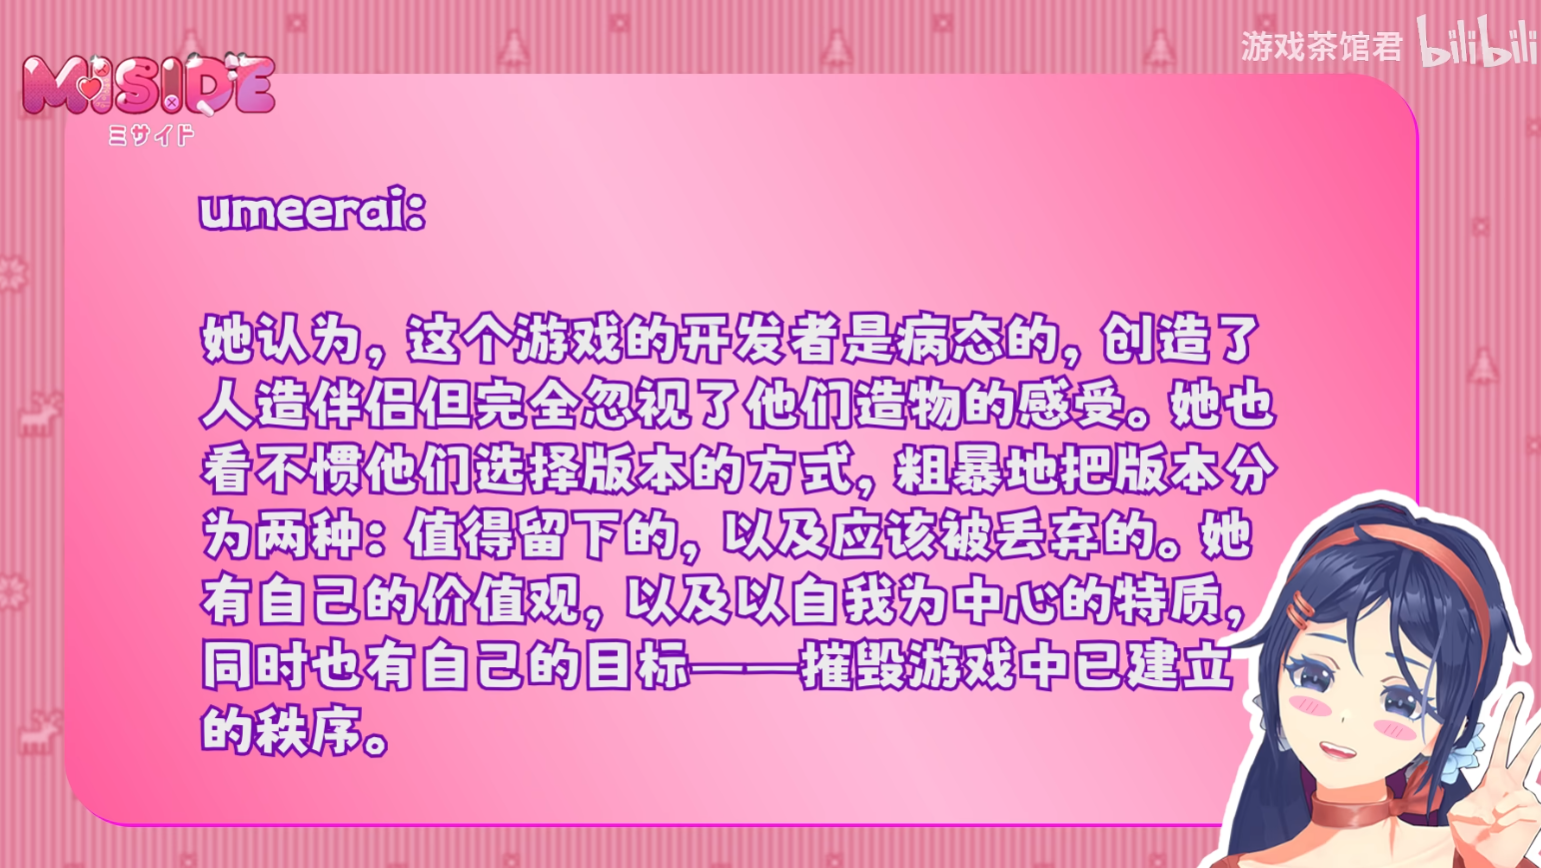 游戏茶馆君 bilibili
MiSIDE
ミサイド
umeerai:
她认为，这个游戏的开发者是病态的，创造了
人造伴侣但完全忽视了他们造物的感受。她也
看不惯他们选择版本的方式，粗暴地把版本分
为两种：值得留下的，以及应该被丢弃的。她
有自己的价值观，以及以自我为中心的特质，
同时也有自己的目标——摧毁游戏中已建立
的秩序。